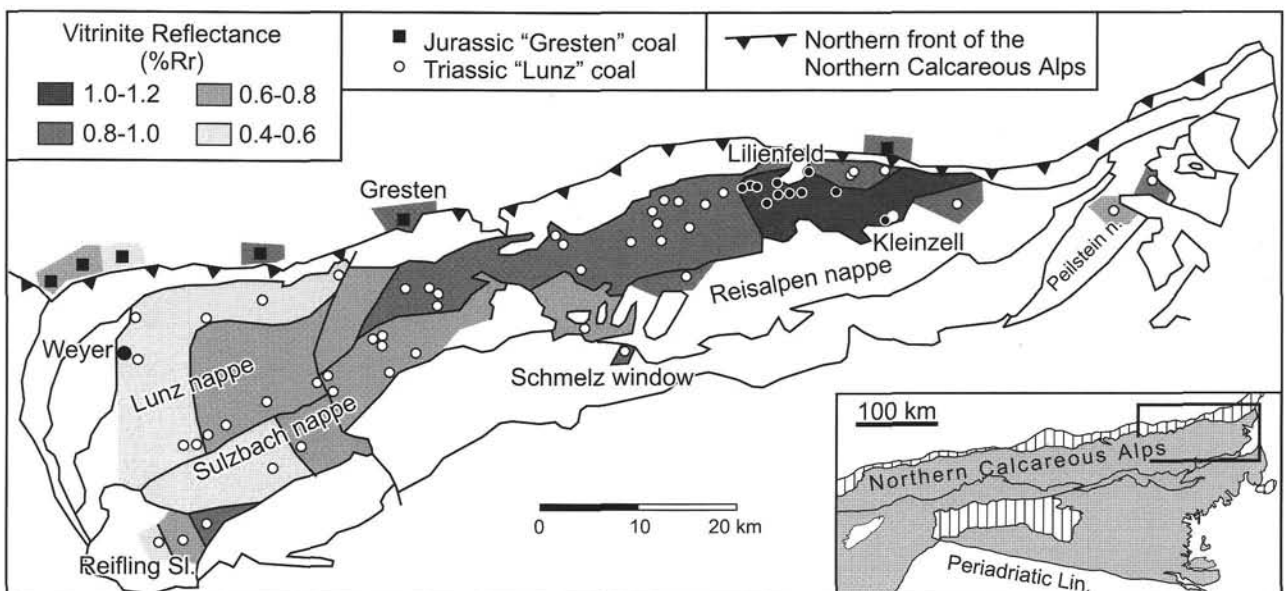 Vitrinite Reflectance
(%Rr)
1.0-1.2
0.6-0.8
0.8-1.0
0.4-0.6
Jurassic “Gresten” coal
Triassic “Lunz” coal
Northern front of the
Northern Calcareous Alps
Lilienfeld
Gresten
Kleinzell
Peilstein n.
Reisalpen nappe
Weyer
Lunz nappe
Schmelz window
Sulzbach nappe
Reifling Sl.
0
10
20 km
100 km
Northern Calcareous Alps
Periadriatic Lin.